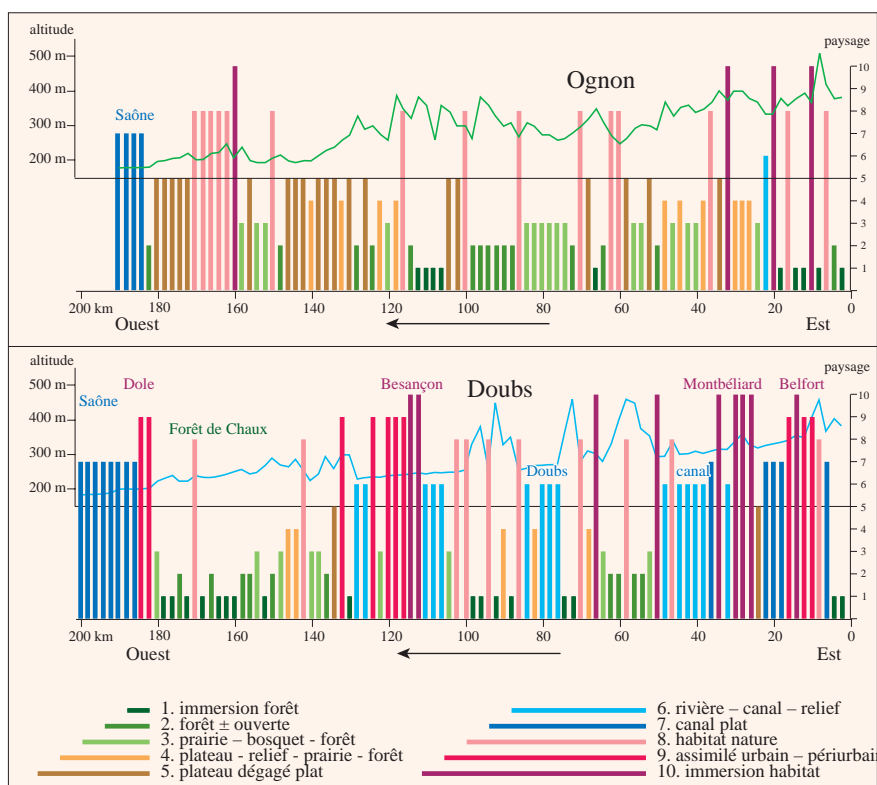 altitude
paysage
500 m
Ognon
10
9
400 m
Saône
8
300 m
7
200 m
6
5
4
3
2
1
0
200 km 180 160 140 120 100 80 60 40 20 0
Ouest
Est
altitude
paysage
500 m
Dole
Besançon
Doubs
Montbéliard
Belfort
10
Saône
9
400 m
Forêt de Chaux
8
300 m
Doubs
canal
7
200 m
6
5
4
3
2
1
0
200 km 180 160 140 120 100 80 60 40 20 0
Ouest
Est
1. immersion forêt
2. forêt ± ouverte
3. prairie – bosquet - forêt
4. plateau - relief - prairie - forêt
5. plateau dégagé plat
6. rivière – canal – relief
7. canal plat
8. habitat nature
9. assimilé urbain – périurbain
10. immersion habitat